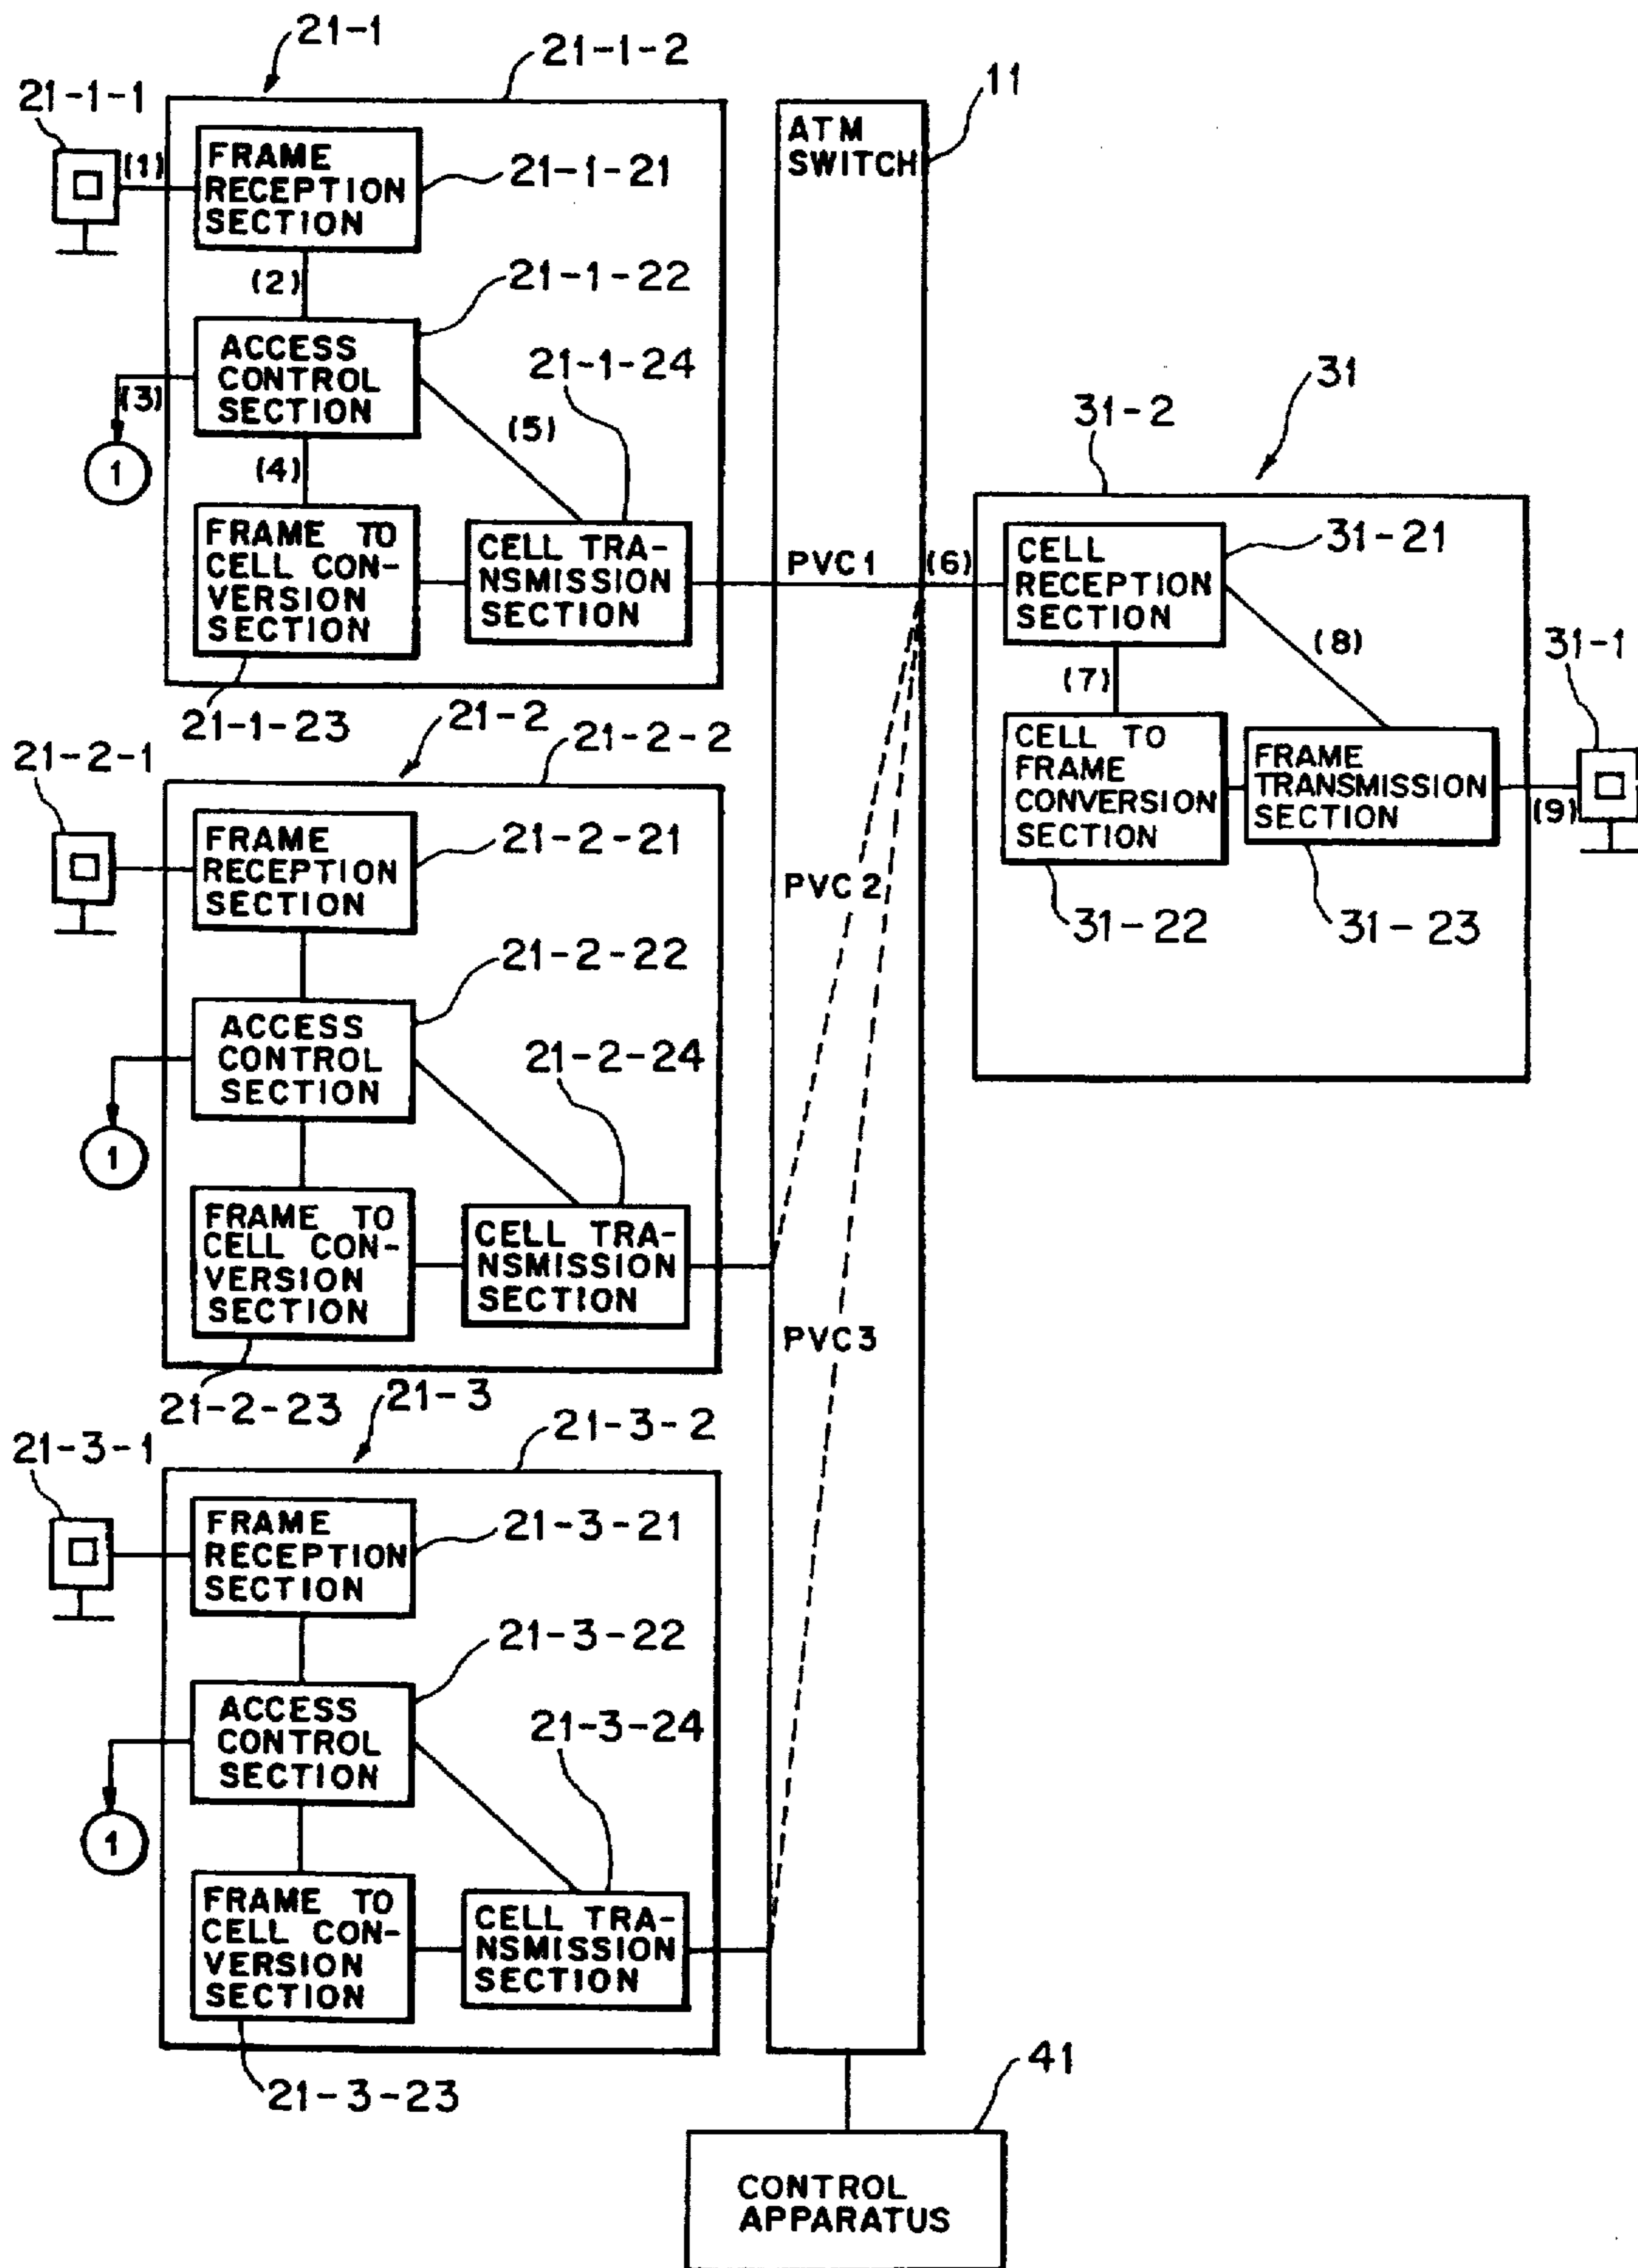 21-1
21-1-2
21-1-1
11
(1)
FRAME
RECEPTION
SECTION
21-1-21
ATM
SWITCH
(2)
21-1-22
ACCESS
CONTROL
SECTION
(3)
1
21-1-24
(5)
(4)
31
31-2
FRAME TO
CELL CON-
VERSION
SECTION
CELL TRA-
NSMISSION
SECTION
PVC1
(6)
CELL
RECEPTION
SECTION
31-21
(8)
31-1
(7)
21-1-23
21-2
21-2-2
21-2-1
CELL TO
FRAME
CONVERSION
SECTION
FRAME
TRANSMISSION
SECTION
(9)
FRAME
RECEPTION
SECTION
21-2-21
PVC2
31-22
31-23
21-2-22
ACCESS
CONTROL
SECTION
21-2-24
1
FRAME TO
CELL CON-
VERSION
SECTION
CELL TRA-
NSMISSION
SECTION
PVC3
21-2-23
21-3
21-3-2
21-3-1
FRAME
RECEPTION
SECTION
21-3-21
21-3-22
ACCESS
CONTROL
SECTION
21-3-24
1
FRAME TO
CELL CON-
VERSION
SECTION
CELL TRA-
NSMISSION
SECTION
21-3-23
41
CONTROL
APPARATUS